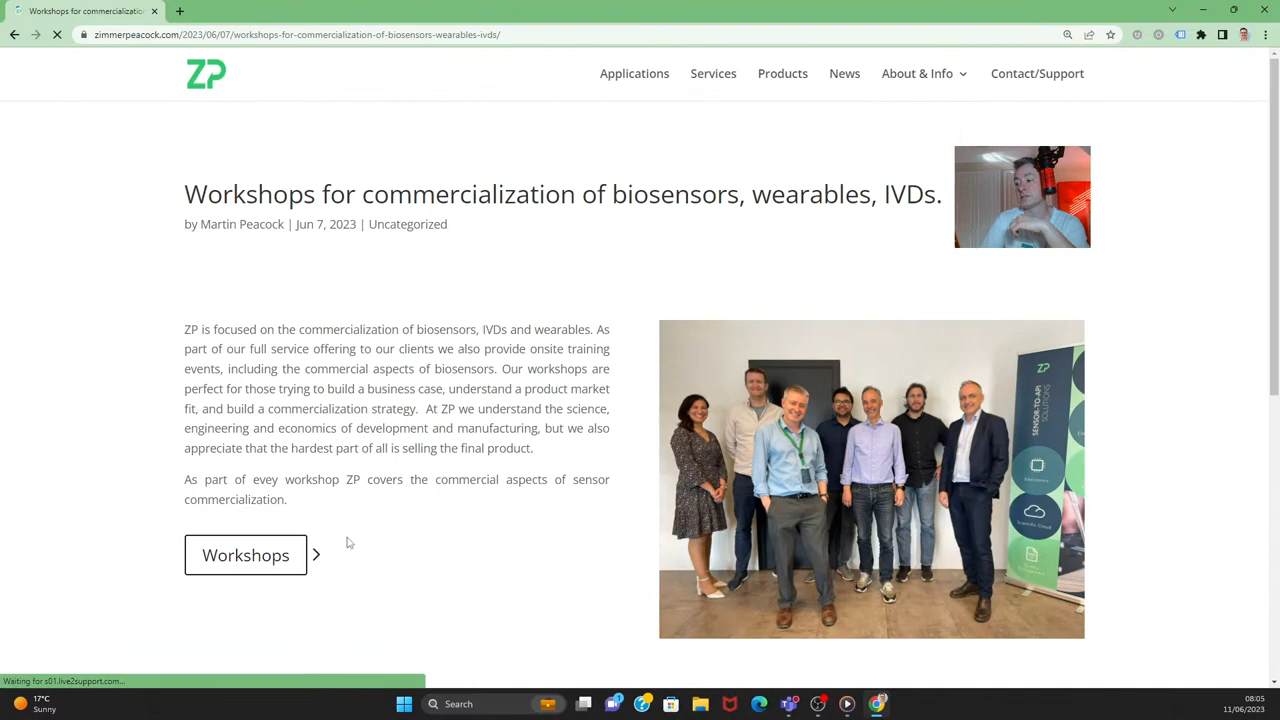 Workshops for commercializatio
zimmerpeacock.com/2023/06/07/workshops-for-commercialization-of-biosensors-wearables-ivds/
ZP
Applications
Services
Products
News
About & Info
Contact/Support
Workshops for commercialization of biosensors, wearables, IVDs.
by Martin Peacock | Jun 7, 2023 | Uncategorized
ZP is focused on the commercialization of biosensors, IVDs and wearables. As
part of our full service offering to our clients we also provide onsite training
events, including the commercial aspects of biosensors. Our workshops are
perfect for those trying to build a business case, understand a product market
fit, and build a commercialization strategy. At ZP we understand the science,
engineering and economics of development and manufacturing, but we also
appreciate that the hardest part of all is selling the final product.
As part of evey workshop ZP covers the commercial aspects of sensor
commercialization.
Workshops
ZP
SENSOR-TO-API
SOLUTIONS
Waiting for s01.live2support.com...
17°C
Sunny
Search
08:05
11/06/2023